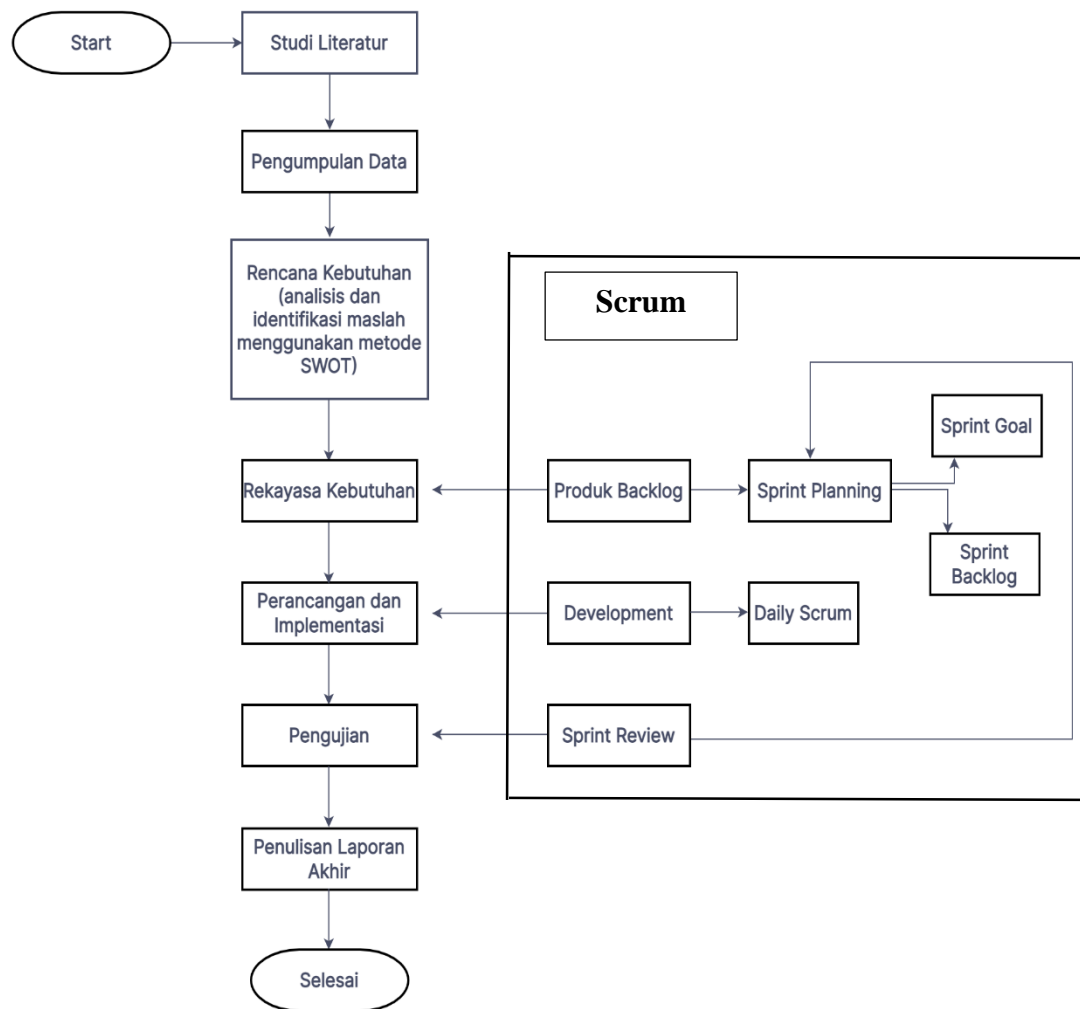 Start
Studi Literatur
Pengumpulan Data
Rencana Kebutuhan
(analisis dan
identifikasi maslah
menggunakan metode
SWOT)
Scrum
Sprint Goal
Rekayasa Kebutuhan
Produk Backlog
Sprint Planning
Sprint
Backlog
Perancangan dan
Implementasi
Development
Daily Scrum
Pengujian
Sprint Review
Penulisan Laporan
Akhir
Selesai